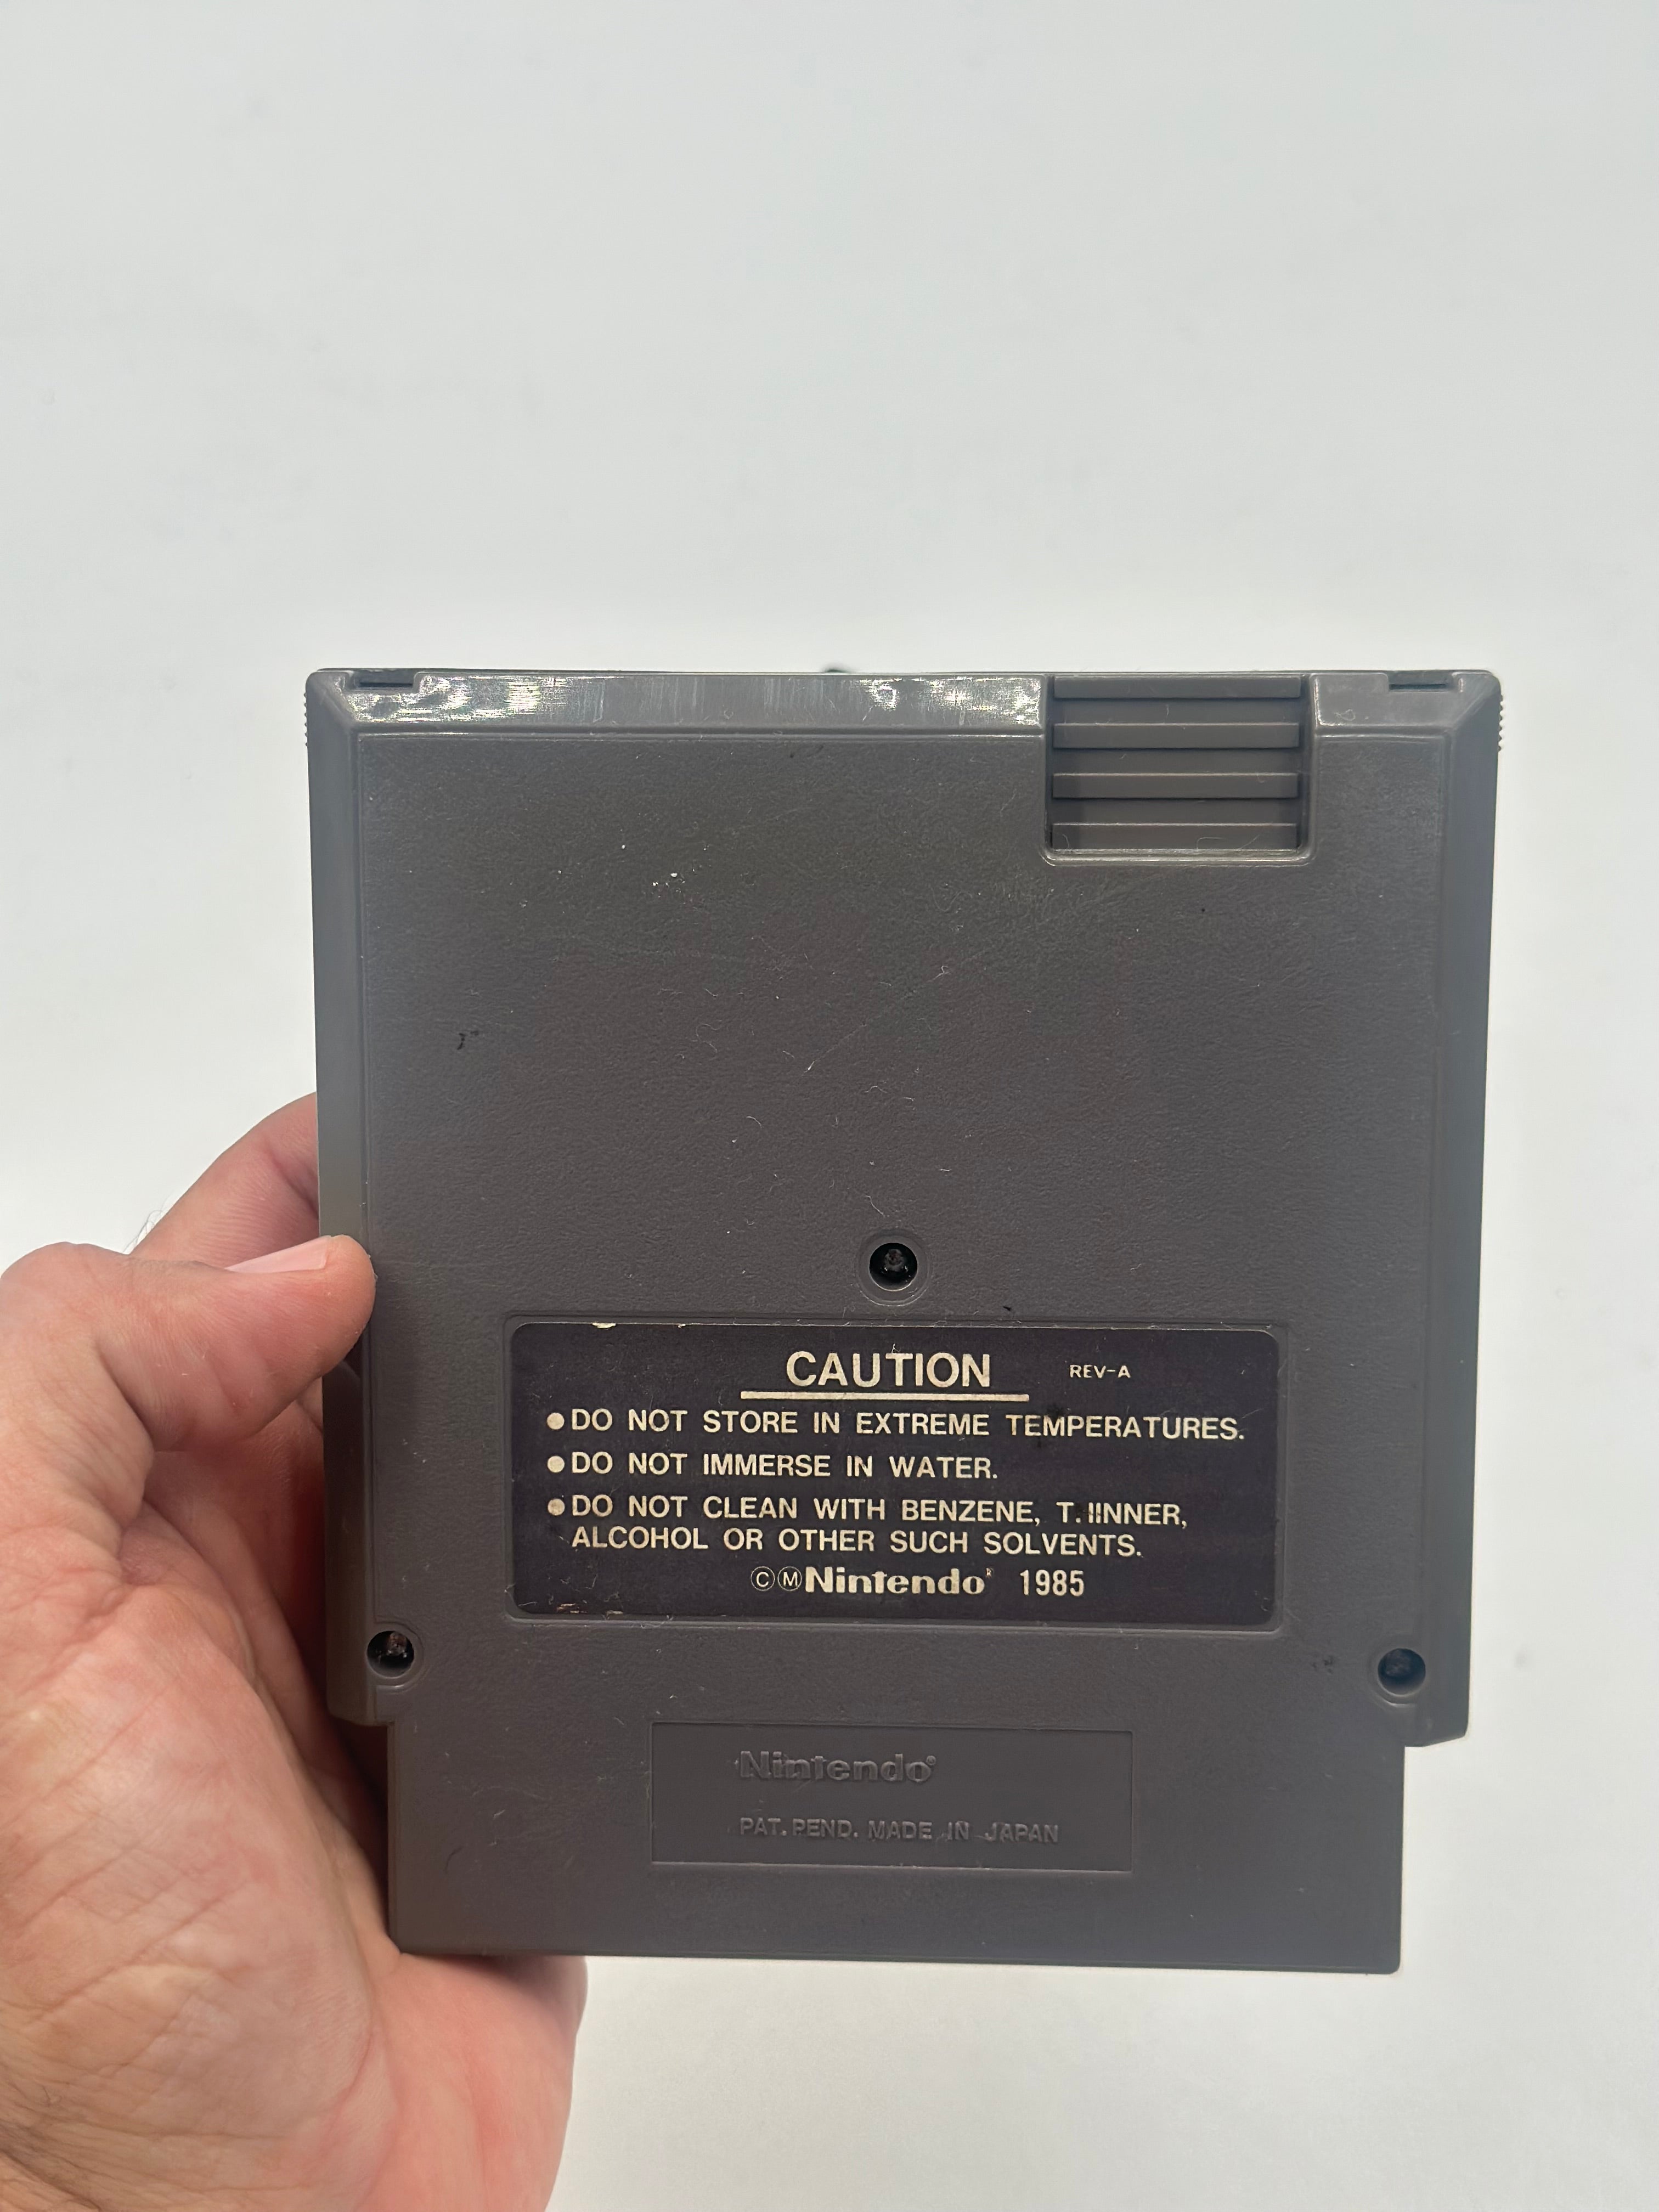 CAUTION REV-A
●DO NOT STORE IN EXTREME TEMPERATURES.
●DO NOT IMMERSE IN WATER.
●DO NOT CLEAN WITH BENZENE, T.IINNER,
ALCOHOL OR OTHER SUCH SOLVENTS.
ⒸⓂNintendo® 1985
Nintendo®
PAT. PEND. MADE IN JAPAN